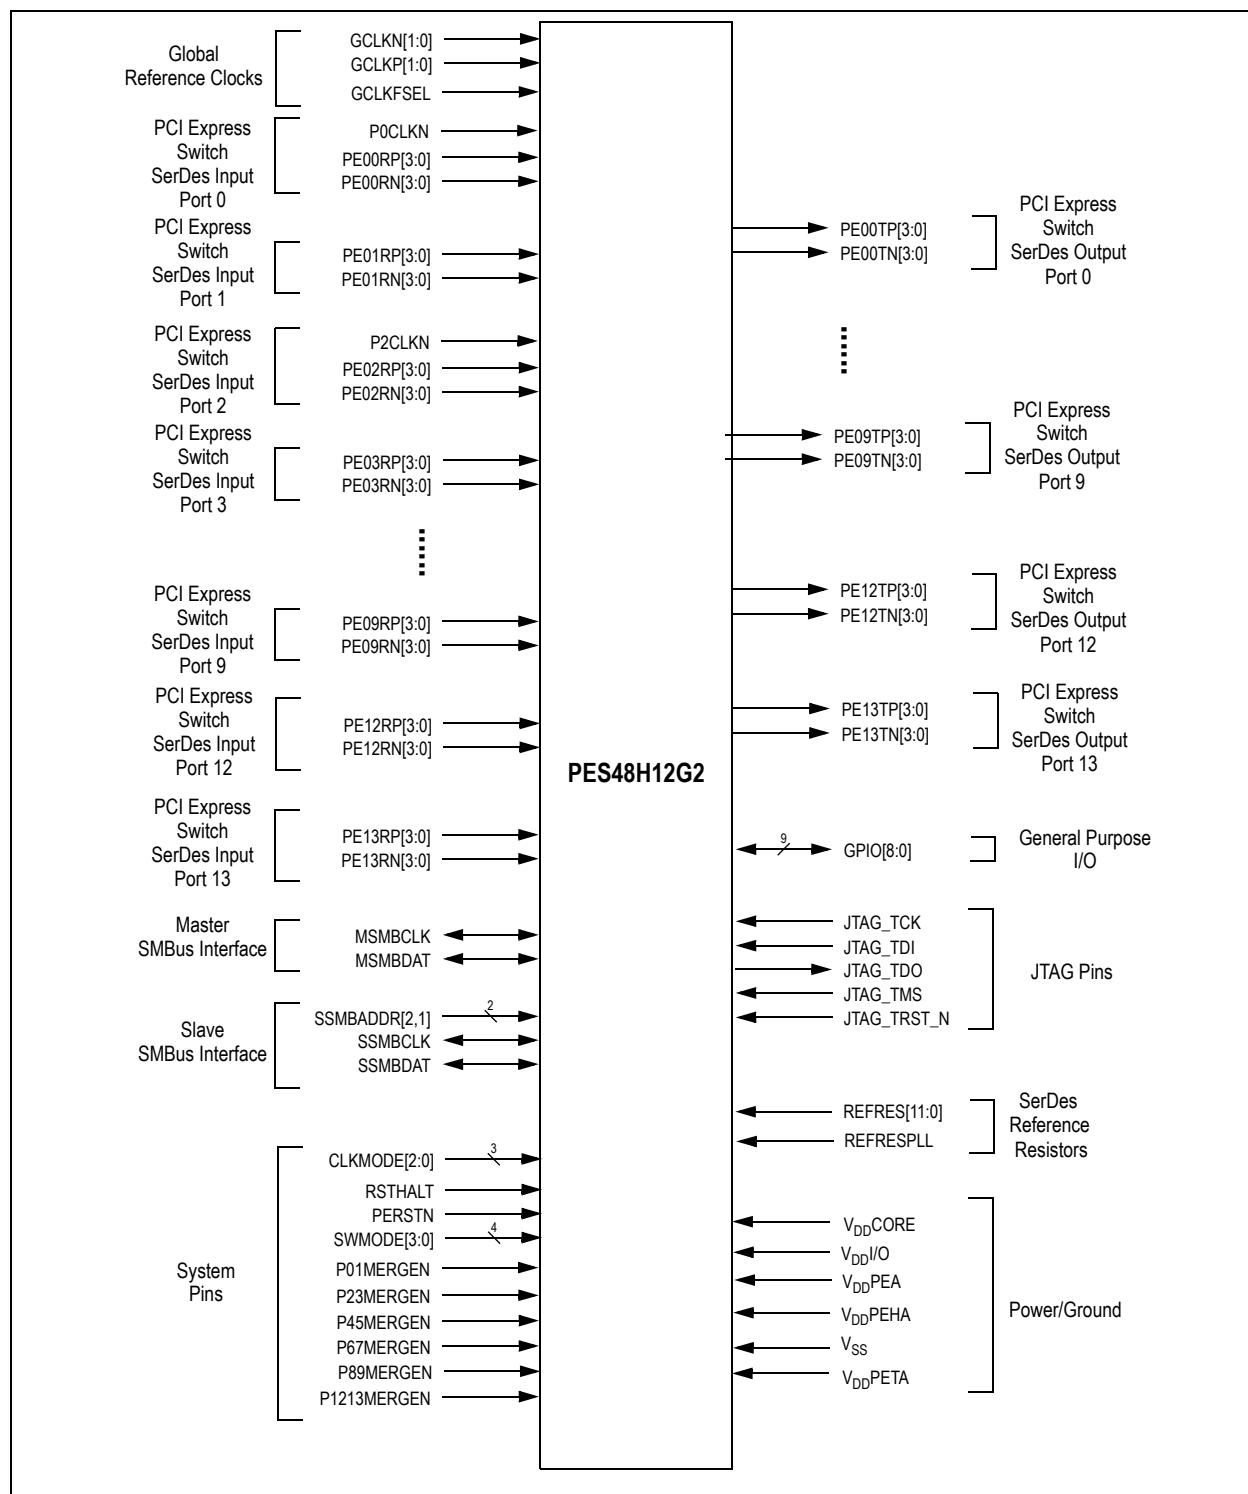 Global
Reference Clocks
GCLKN[1:0]
GCLKP[1:0]
GCLKFSEL
PCI Express
Switch
SerDes Input
Port 0
P0CLKN
PE00RP[3:0]
PE00RN[3:0]
PCI Express
Switch
SerDes Input
Port 1
PE01RP[3:0]
PE01RN[3:0]
PCI Express
Switch
SerDes Input
Port 2
P2CLKN
PE02RP[3:0]
PE02RN[3:0]
PCI Express
Switch
SerDes Input
Port 3
PE03RP[3:0]
PE03RN[3:0]
PCI Express
Switch
SerDes Input
Port 9
PE09RP[3:0]
PE09RN[3:0]
PCI Express
Switch
SerDes Input
Port 12
PE12RP[3:0]
PE12RN[3:0]
PCI Express
Switch
SerDes Input
Port 13
PE13RP[3:0]
PE13RN[3:0]
Master
SMBus Interface
MSMBCLK
MSMBDAT
Slave
SMBus Interface
SSMBADDR[2,1]
2
SSMBCLK
SSMBDAT
System
Pins
CLKMODE[2:0]
3
RSTHALT
PERSTN
SWMODE[3:0]
4
P01MERGEN
P23MERGEN
P45MERGEN
P67MERGEN
P89MERGEN
P1213MERGEN
PES48H12G2
PE00TP[3:0]
PE00TN[3:0]
PCI Express
Switch
SerDes Output
Port 0
PE09TP[3:0]
PE09TN[3:0]
PCI Express
Switch
SerDes Output
Port 9
PE12TP[3:0]
PE12TN[3:0]
PCI Express
Switch
SerDes Output
Port 12
PE13TP[3:0]
PE13TN[3:0]
PCI Express
Switch
SerDes Output
Port 13
9
GPIO[8:0]
General Purpose
I/O
JTAG_TCK
JTAG_TDI
JTAG_TDO
JTAG_TMS
JTAG_TRST_N
JTAG Pins
REFRES[11:0]
REFRESPLL
SerDes
Reference
Resistors
VDDCORE
VDDI/O
VDDPEA
VDDPEHA
VSS
VDDPETA
Power/Ground